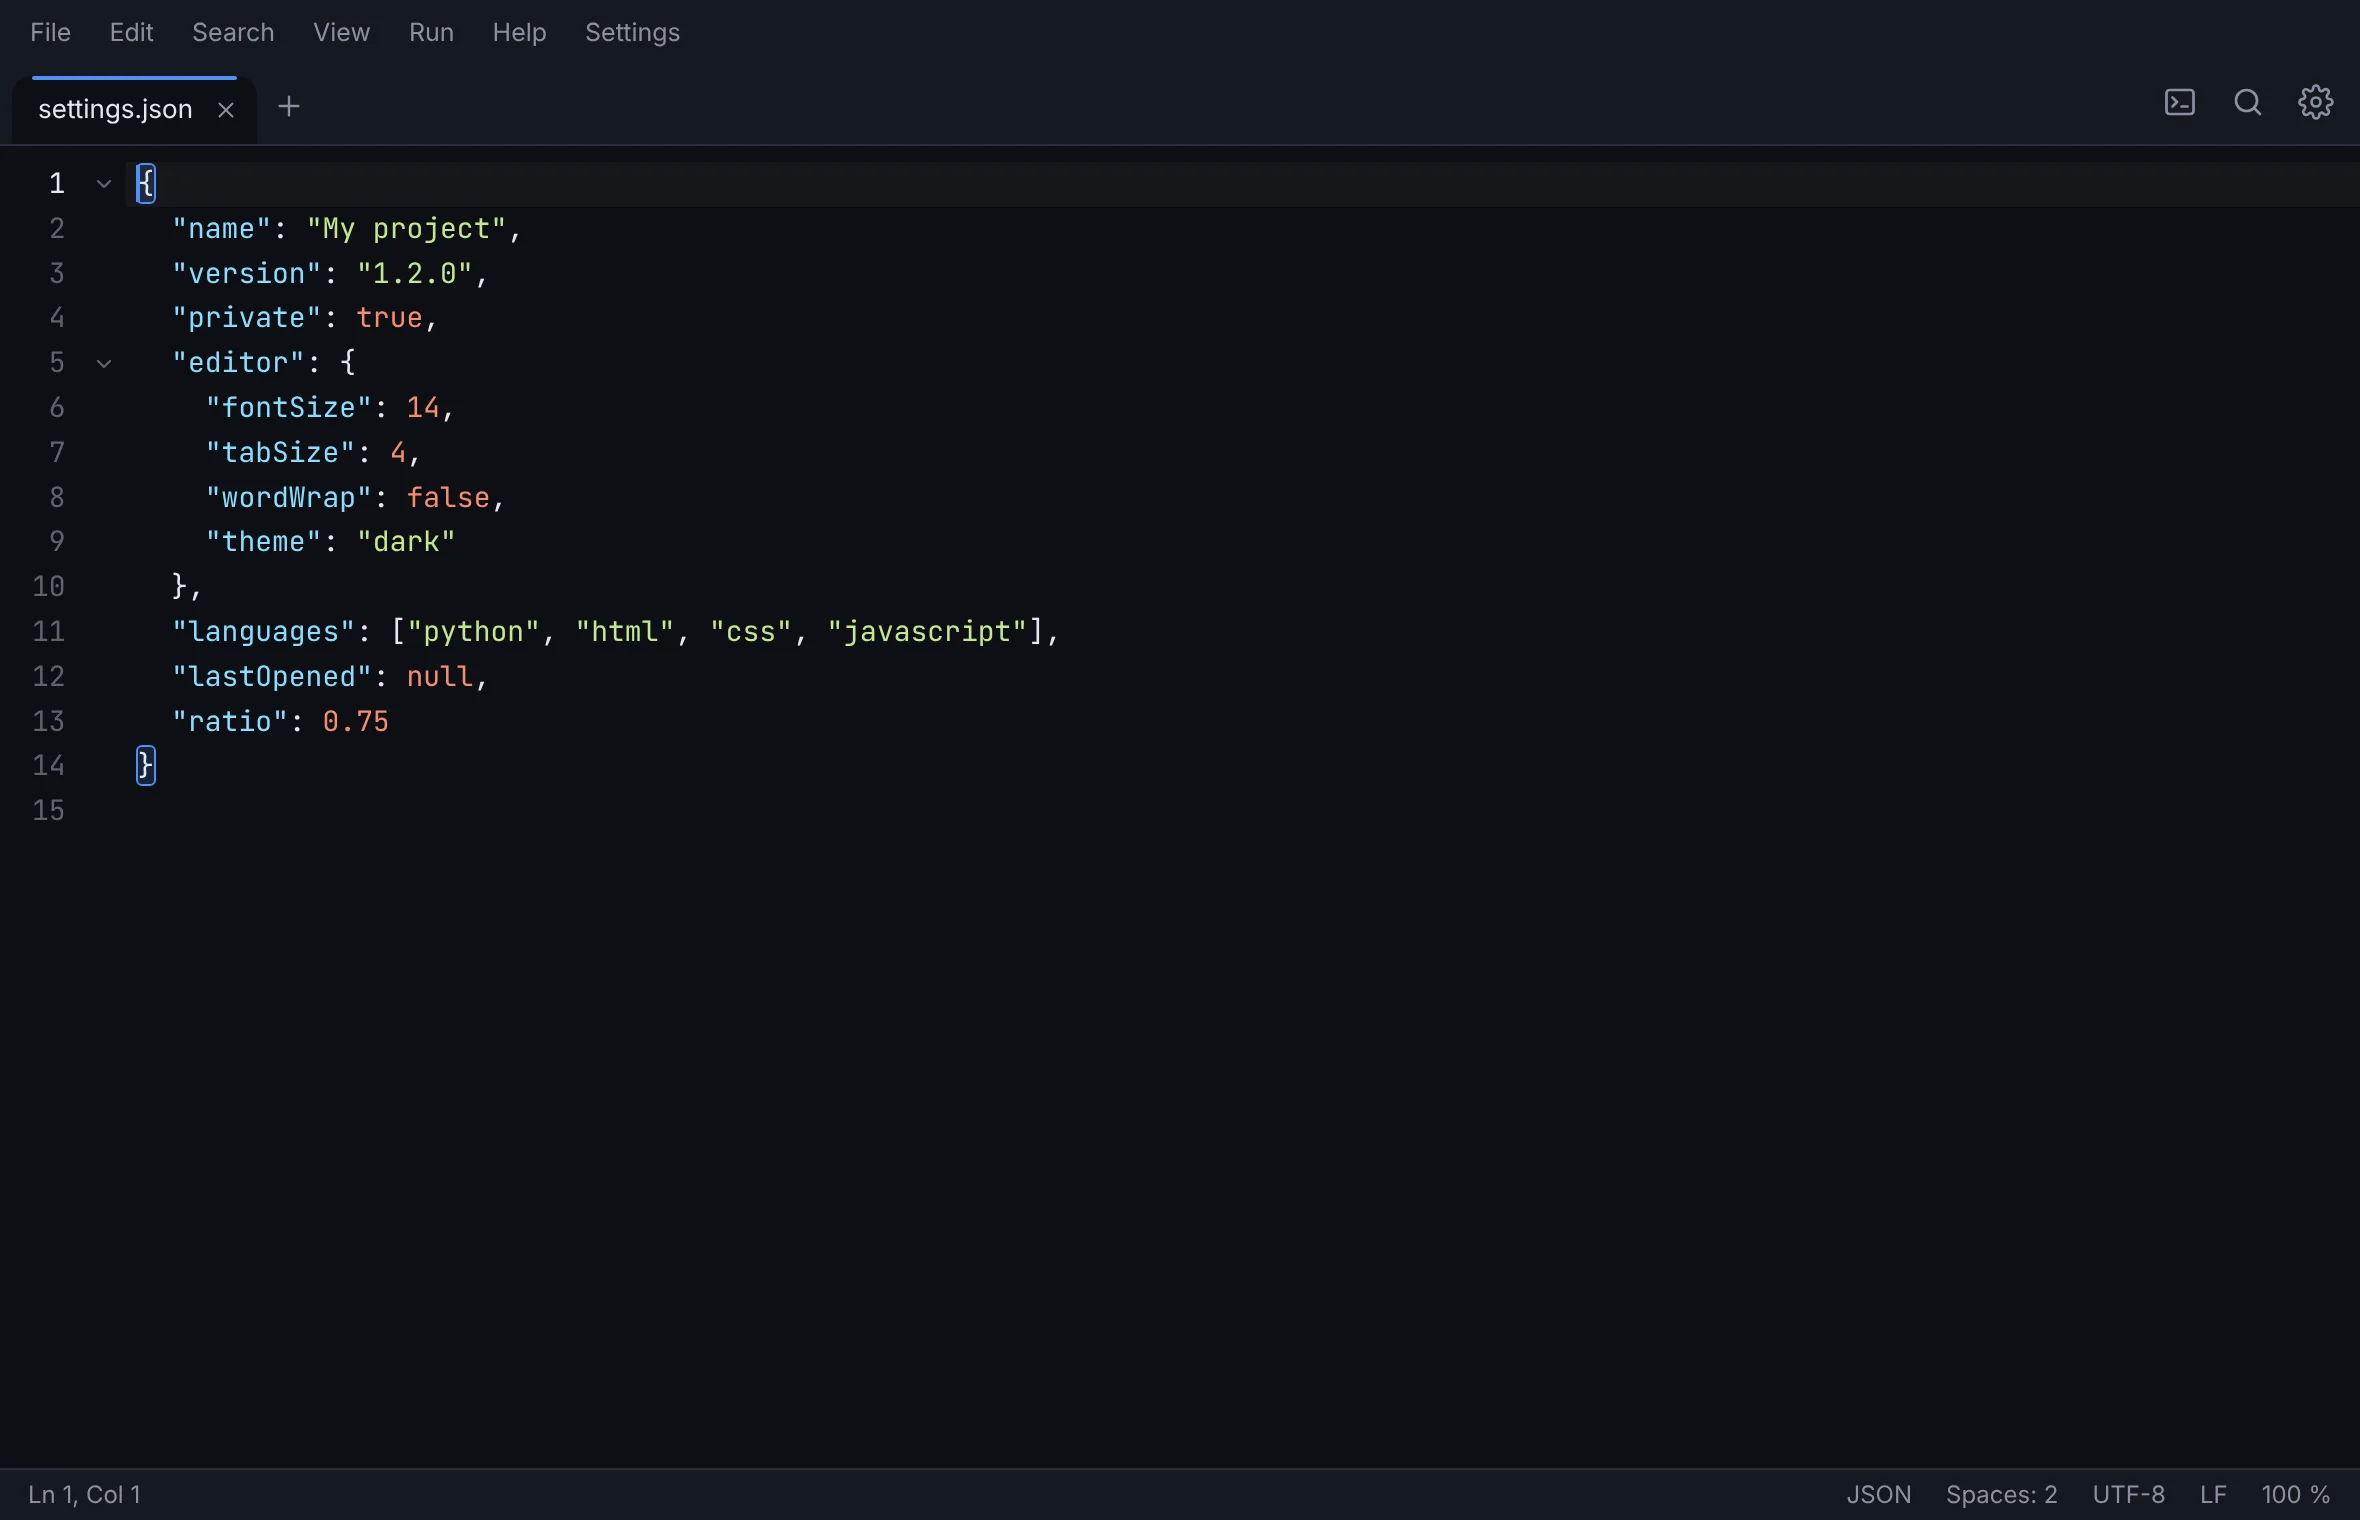 File Edit Search View Run Help Settings
settings.json
1 {
2   "name": "My project",
3   "version": "1.2.0",
4   "private": true,
5   "editor": {
6     "fontSize": 14,
7     "tabSize": 4,
8     "wordWrap": false,
9     "theme": "dark"
10   },
11   "languages": ["python", "html", "css", "javascript"],
12   "lastOpened": null,
13   "ratio": 0.75
14 }
15
Ln 1, Col 1 JSON Spaces: 2 UTF-8 LF 100 %